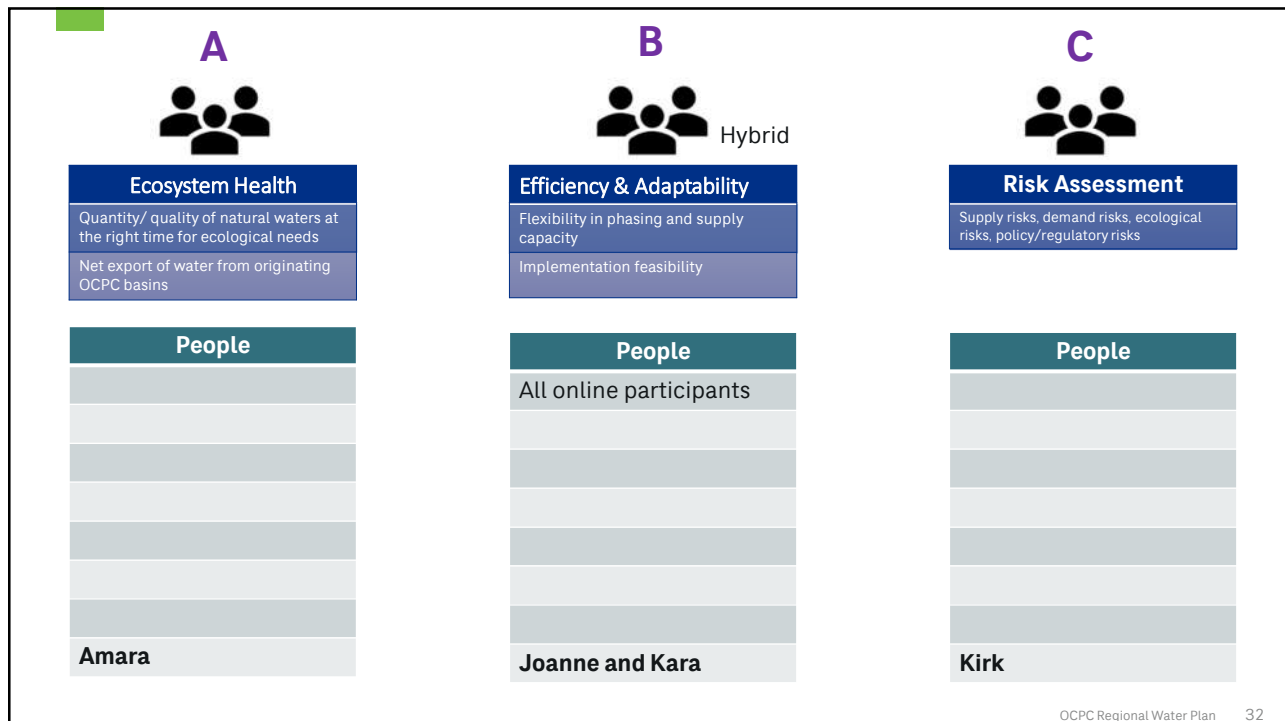 A
Ecosystem Health
Quantity/ quality of natural waters at
the right time for ecological needs
Net export of water from originating
OCPC basins
People
Amara
B
Hybrid
Efficiency & Adaptability
Flexibility in phasing and supply
capacity
Implementation feasibility
People
All online participants
Joanne and Kara
C
Risk Assessment
Supply risks, demand risks, ecological
risks, policy/regulatory risks
People
Kirk
OCPC Regional Water Plan 32